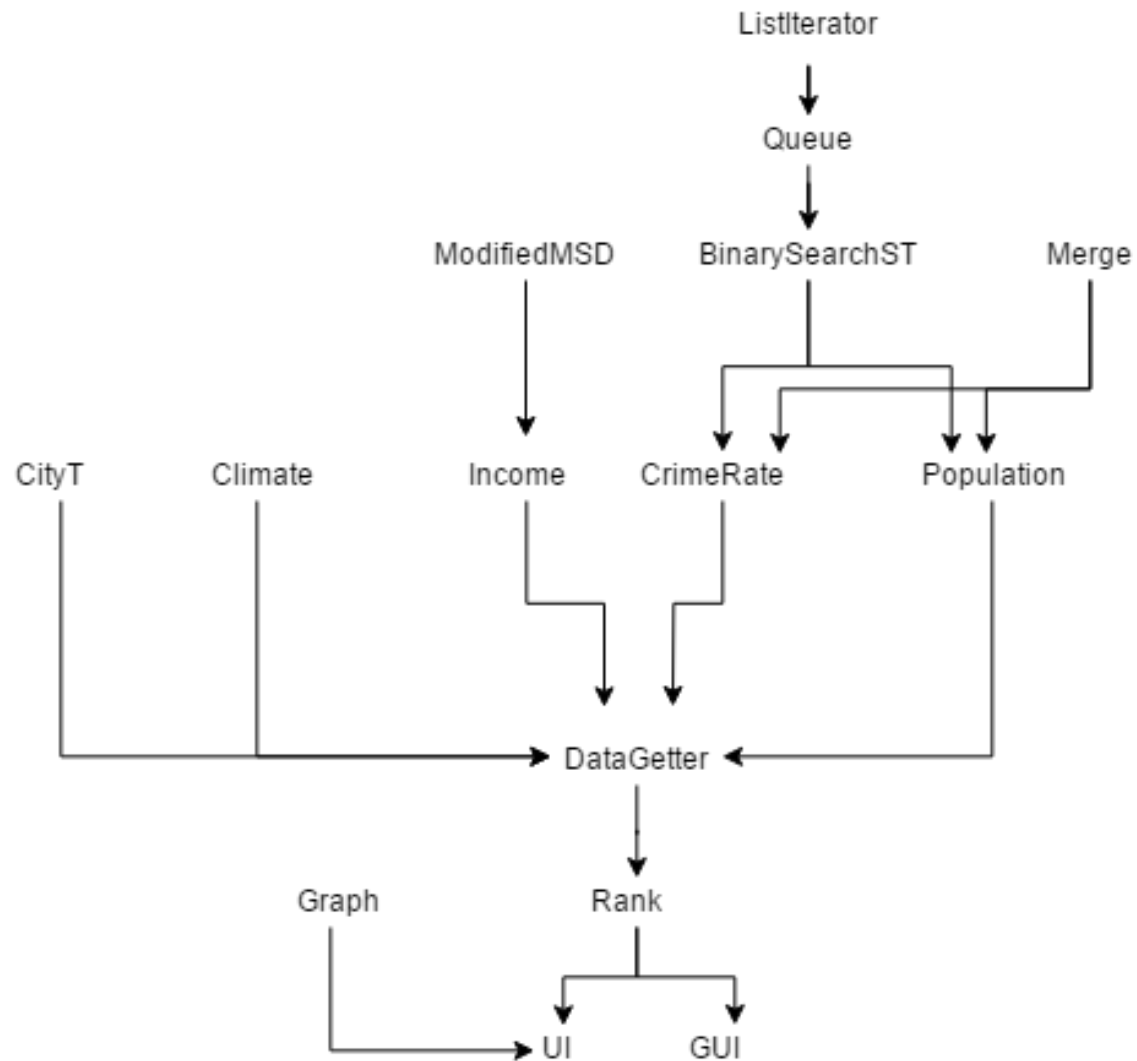 ListIterator
Queue
ModifiedMSD BinarySearchST Merge
CityT Climate Income CrimeRate Population
DataGetter
Graph Rank
UI GUI